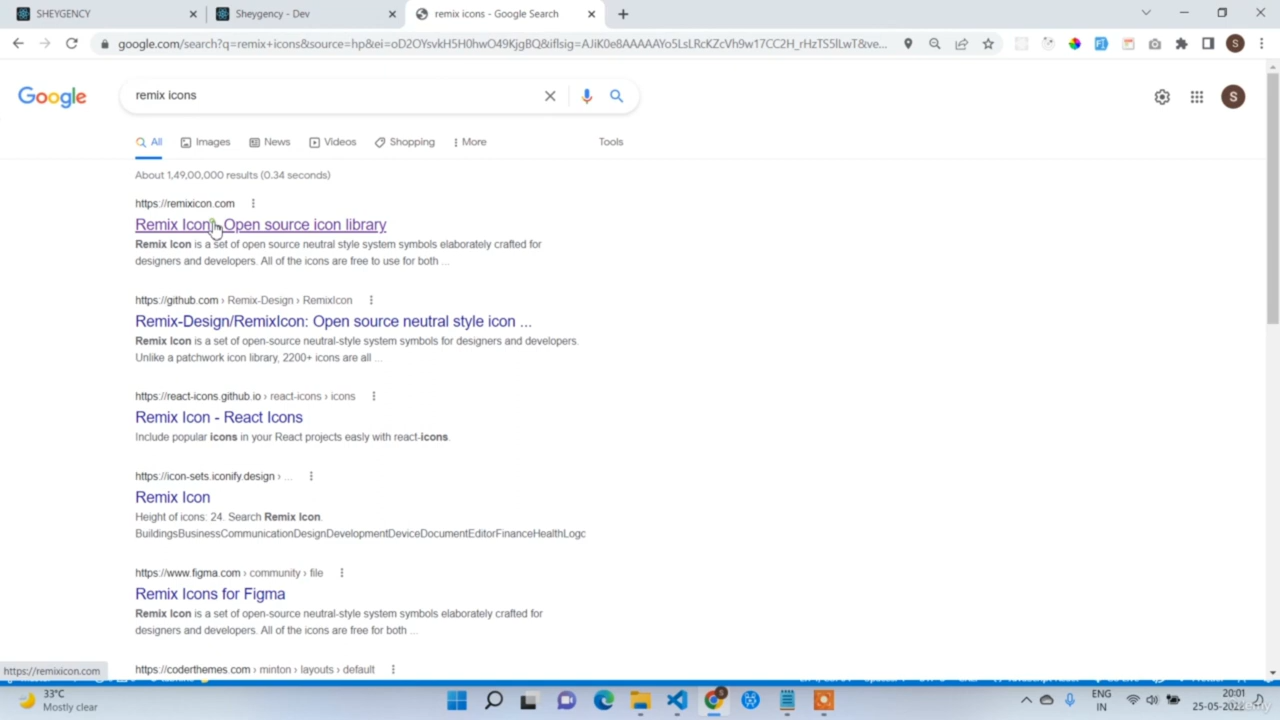 SHEYGENCY
Sheygency - Dev
remix icons - Google Search
google.com/search?q=remix+icons&source=hp&ei=oD2OYsvkH5H0hwO49KjgBQ&iflsig=AJiK0e8AAAAAYo5LsLRcKZcVh9w17CC2H_rHzTS5lLwT&ve...
S
Google
remix icons
S
All
Images
News
Videos
Shopping
More
Tools
About 1,49,00,000 results (0.34 seconds)
https://remixicon.com
Remix Icon - Open source icon library
Remix Icon is a set of open source neutral style system symbols elaborately crafted for
designers and developers. All of the icons are free to use for both ...
https://github.com › Remix-Design › RemixIcon
Remix-Design/RemixIcon: Open source neutral style icon ...
Remix Icon is a set of open-source neutral-style system symbols for designers and developers.
Unlike a patchwork icon library, 2200+ icons are all ...
https://react-icons.github.io › react-icons › icons
Remix Icon - React Icons
Include popular icons in your React projects easly with react-icons.
https://icon-sets.iconify.design › ...
Remix Icon
Height of icons: 24. Search Remix Icon.
BuildingsBusinessCommunicationDesignDevelopmentDeviceDocumentEditorFinanceHealthLogc
https://www.figma.com › community › file
Remix Icons for Figma
Remix Icon is a set of open-source neutral-style system symbols elaborately crafted for
designers and developers. All of the icons are free for both ...
https://coderthemes.com › minton › layouts › default
https://remixicon.com
33°C
Mostly clear
ENG
IN
20:01
25-05-2022